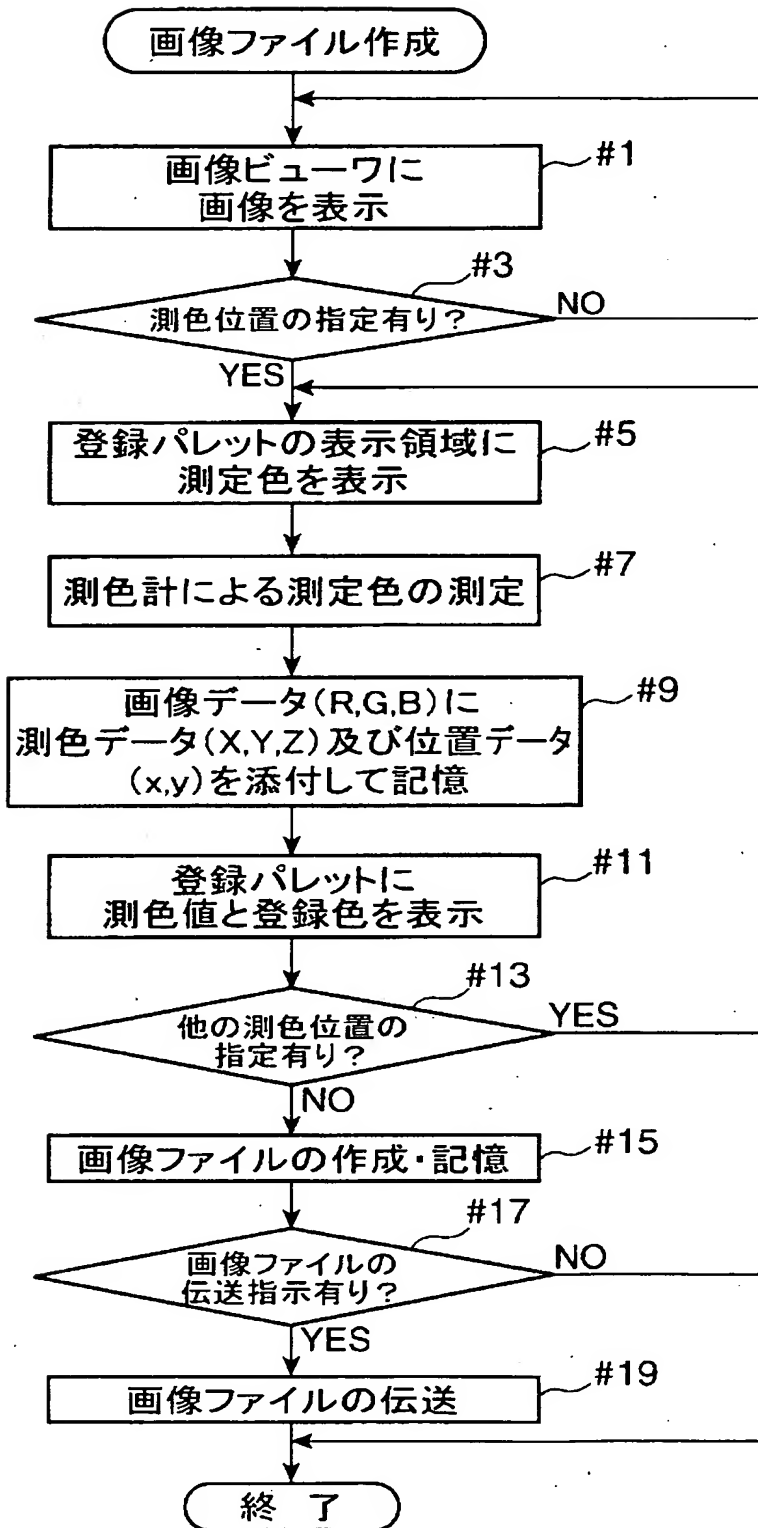 画像ファイル作成
#1
画像ビューワに
画像を表示
#3
測色位置の指定有り？
NO
YES
#5
登録パレットの表示領域に
測定色を表示
#7
測色計による測定色の測定
#9
画像データ(R,G,B)に
測色データ(X,Y,Z)及び位置データ
(x,y)を添付して記憶
#11
登録パレットに
測色値と登録色を表示
#13
他の測色位置の
指定有り？
YES
NO
#15
画像ファイルの作成・記憶
#17
画像ファイルの
伝送指示有り？
NO
YES
#19
画像ファイルの伝送
終 了